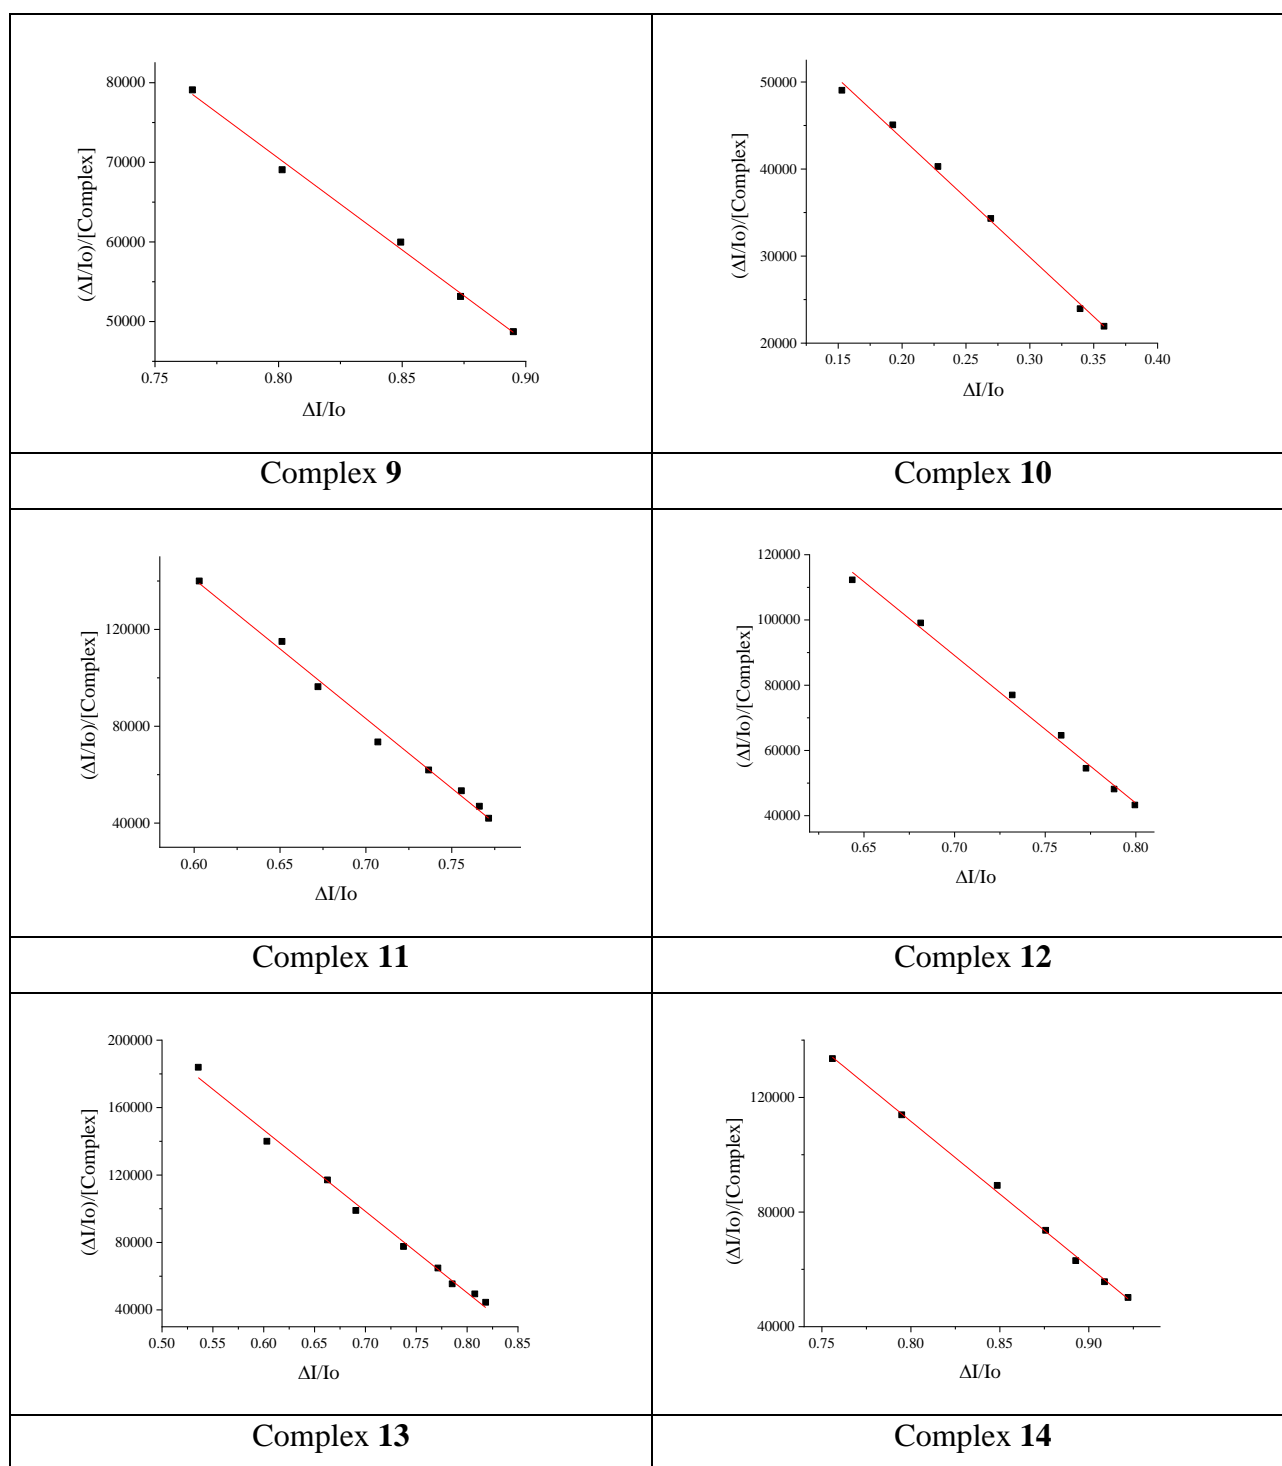 80000
70000
60000
50000
(ΔI/Io)/[Complex]
0.75 0.80 0.85 0.90
ΔI/Io
50000
40000
30000
20000
(ΔI/Io)/[Complex]
0.15 0.20 0.25 0.30 0.35 0.40
ΔI/Io
Complex 9
Complex 10
120000
80000
40000
(ΔI/Io)/[Complex]
0.60 0.65 0.70 0.75
ΔI/Io
120000
100000
80000
60000
40000
(ΔI/Io)/[Complex]
0.65 0.70 0.75 0.80
ΔI/Io
Complex 11
Complex 12
200000
160000
120000
80000
40000
(ΔI/Io)/[Complex]
0.50 0.55 0.60 0.65 0.70 0.75 0.80 0.85
ΔI/Io
120000
80000
40000
(ΔI/Io)/[Complex]
0.75 0.80 0.85 0.90
ΔI/Io
Complex 13
Complex 14